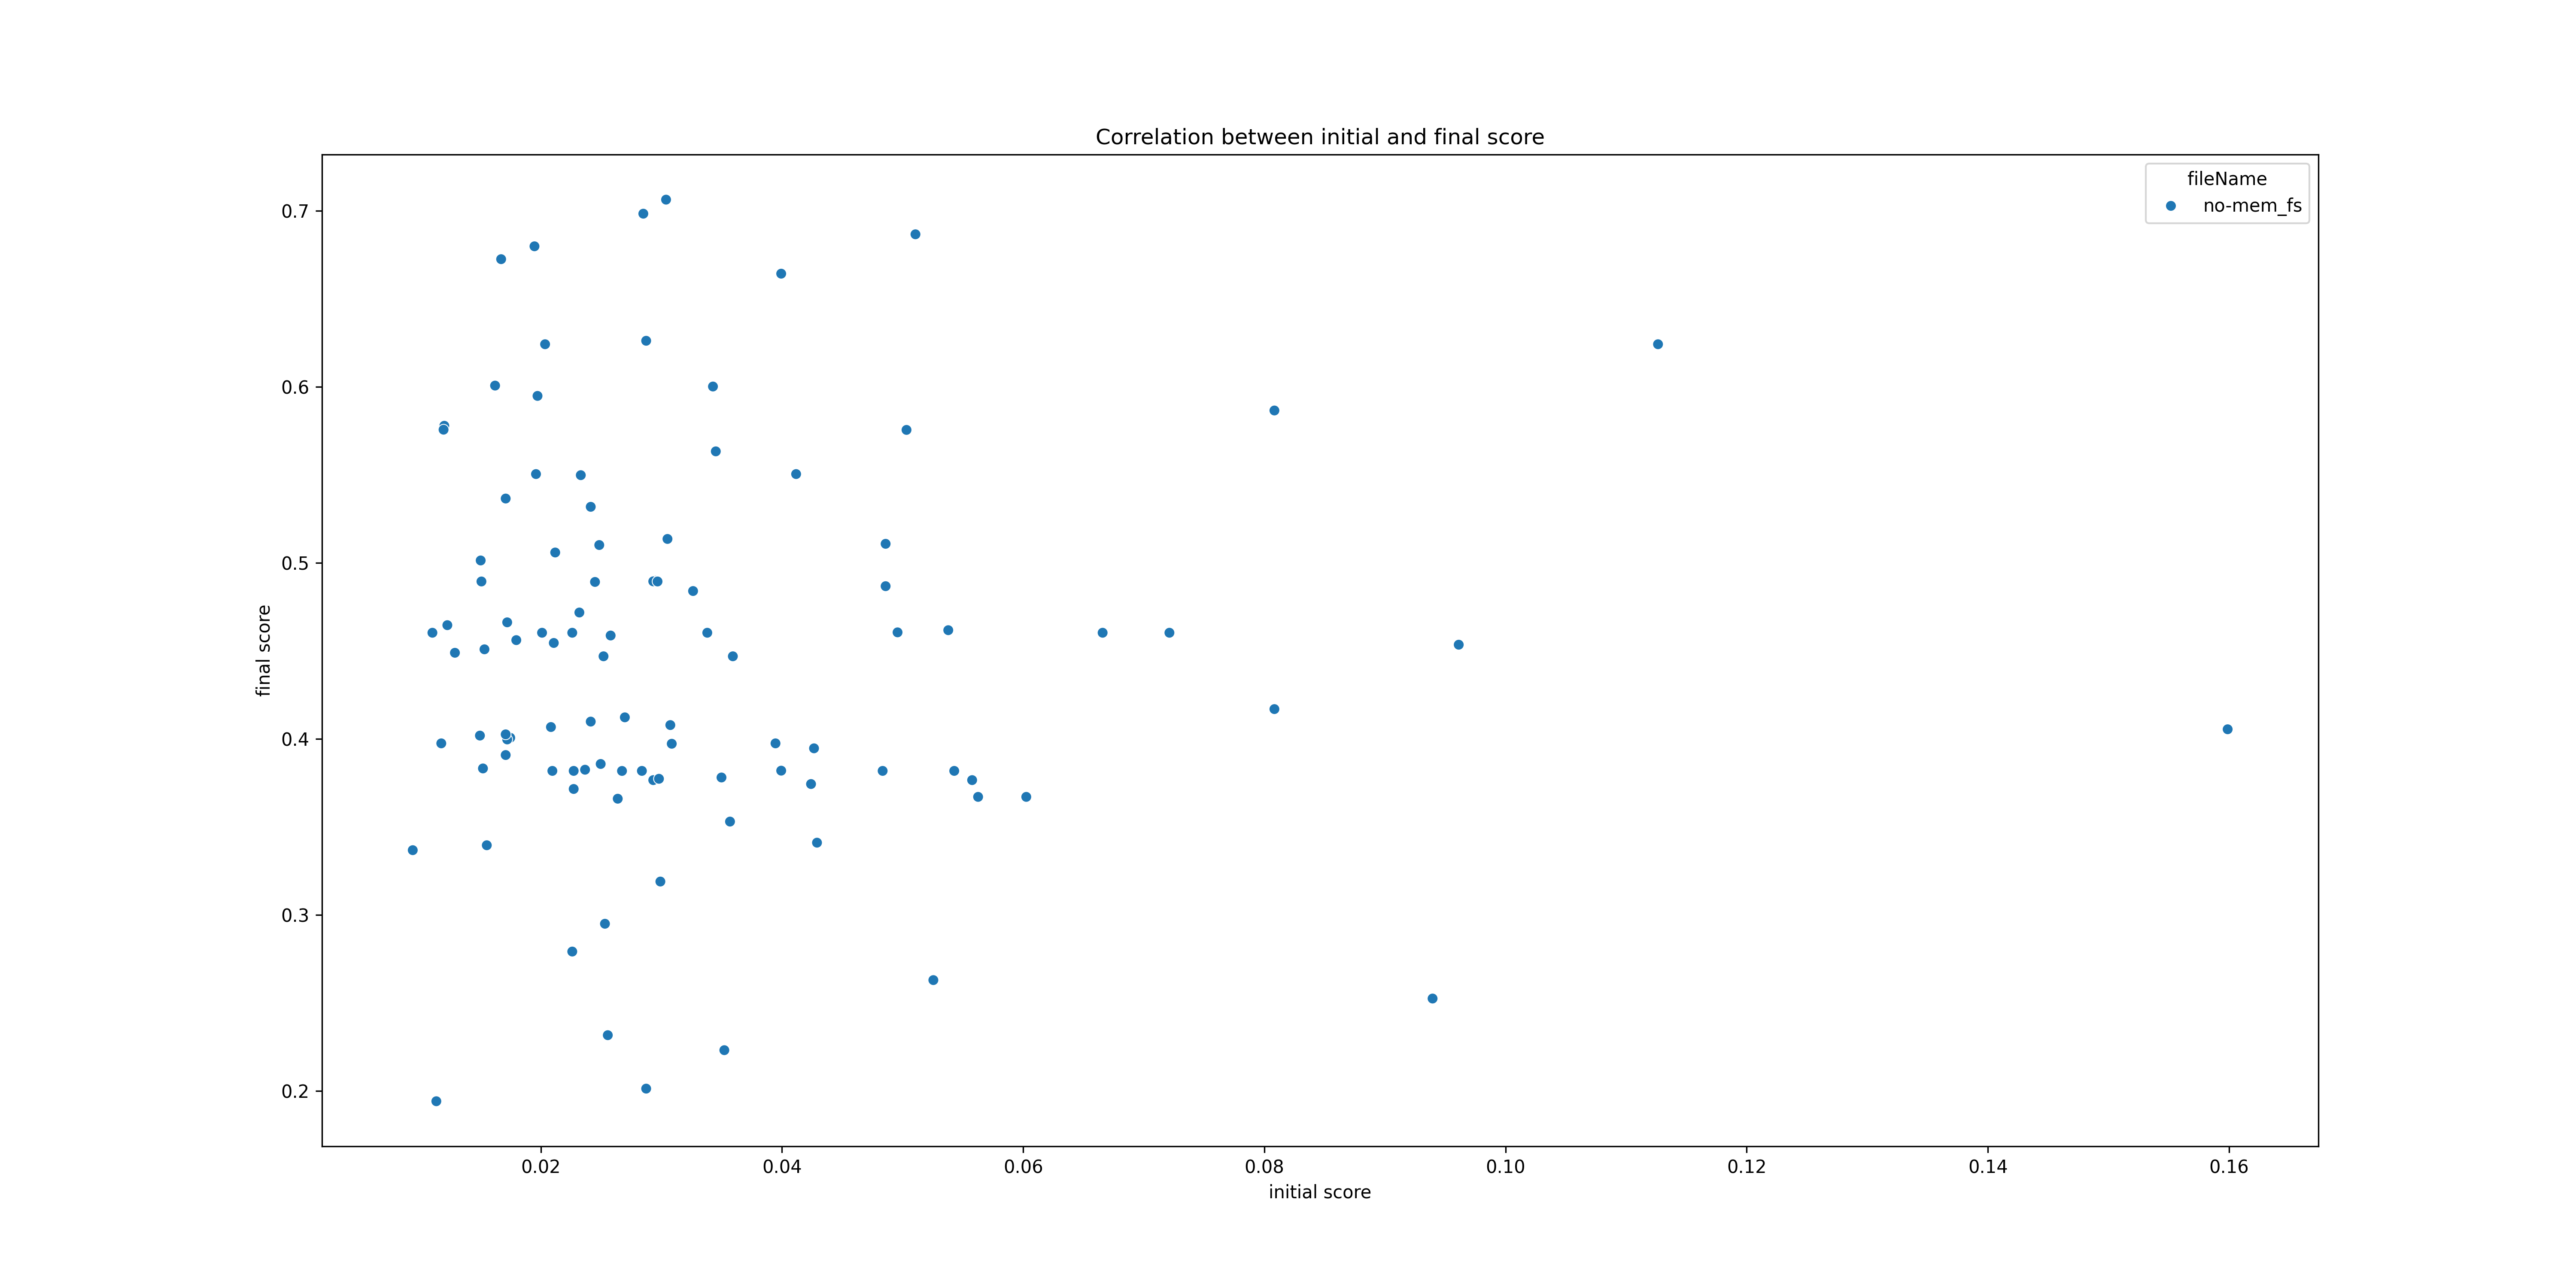 Correlation between initial and final score
fileName
no-mem_fs
0.7
0.6
0.5
0.4
0.3
0.2
final score
0.02 0.04 0.06 0.08 0.10 0.12 0.14 0.16
initial score